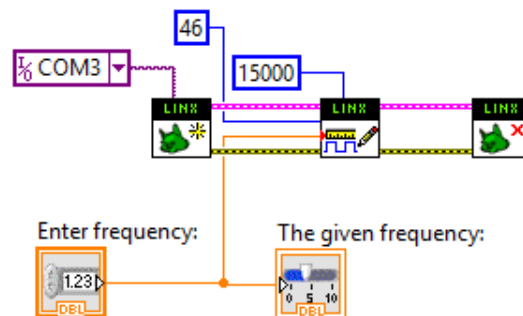 46
I/O COM3
15000
LINX LINX LINX
Enter frequency:
The given frequency:
1.23
0 5 10
DBL
DBL